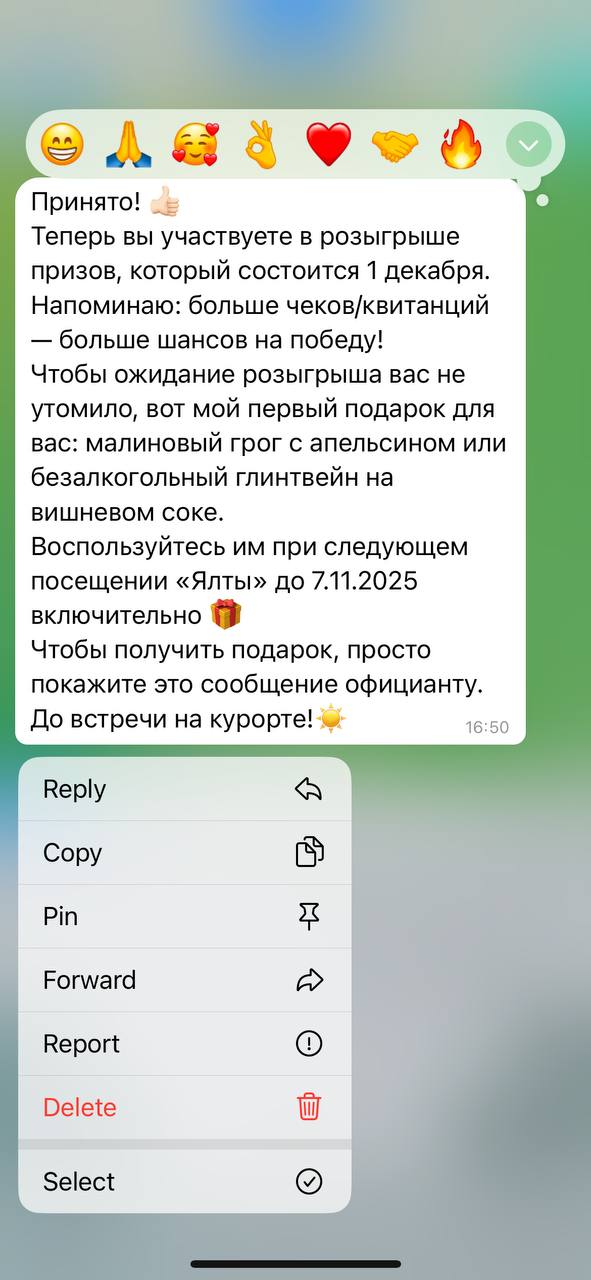 Принято! 👍🏻
Теперь вы участвуете в розыгрыше
призов, который состоится 1 декабря.
Напоминаю: больше чеков/квитанций
— больше шансов на победу!
Чтобы ожидание розыгрыша вас не
утомило, вот мой первый подарок для
вас: малиновый грог с апельсином или
безалкогольный глинтвейн на
вишневом соке.
Воспользуйтесь им при следующем
посещении «Ялты» до 7.11.2025
включительно 🎁
Чтобы получить подарок, просто
покажите это сообщение официанту.
До встречи на курорте!☀️
16:50
Reply
Copy
Pin
Forward
Report
Delete
Select